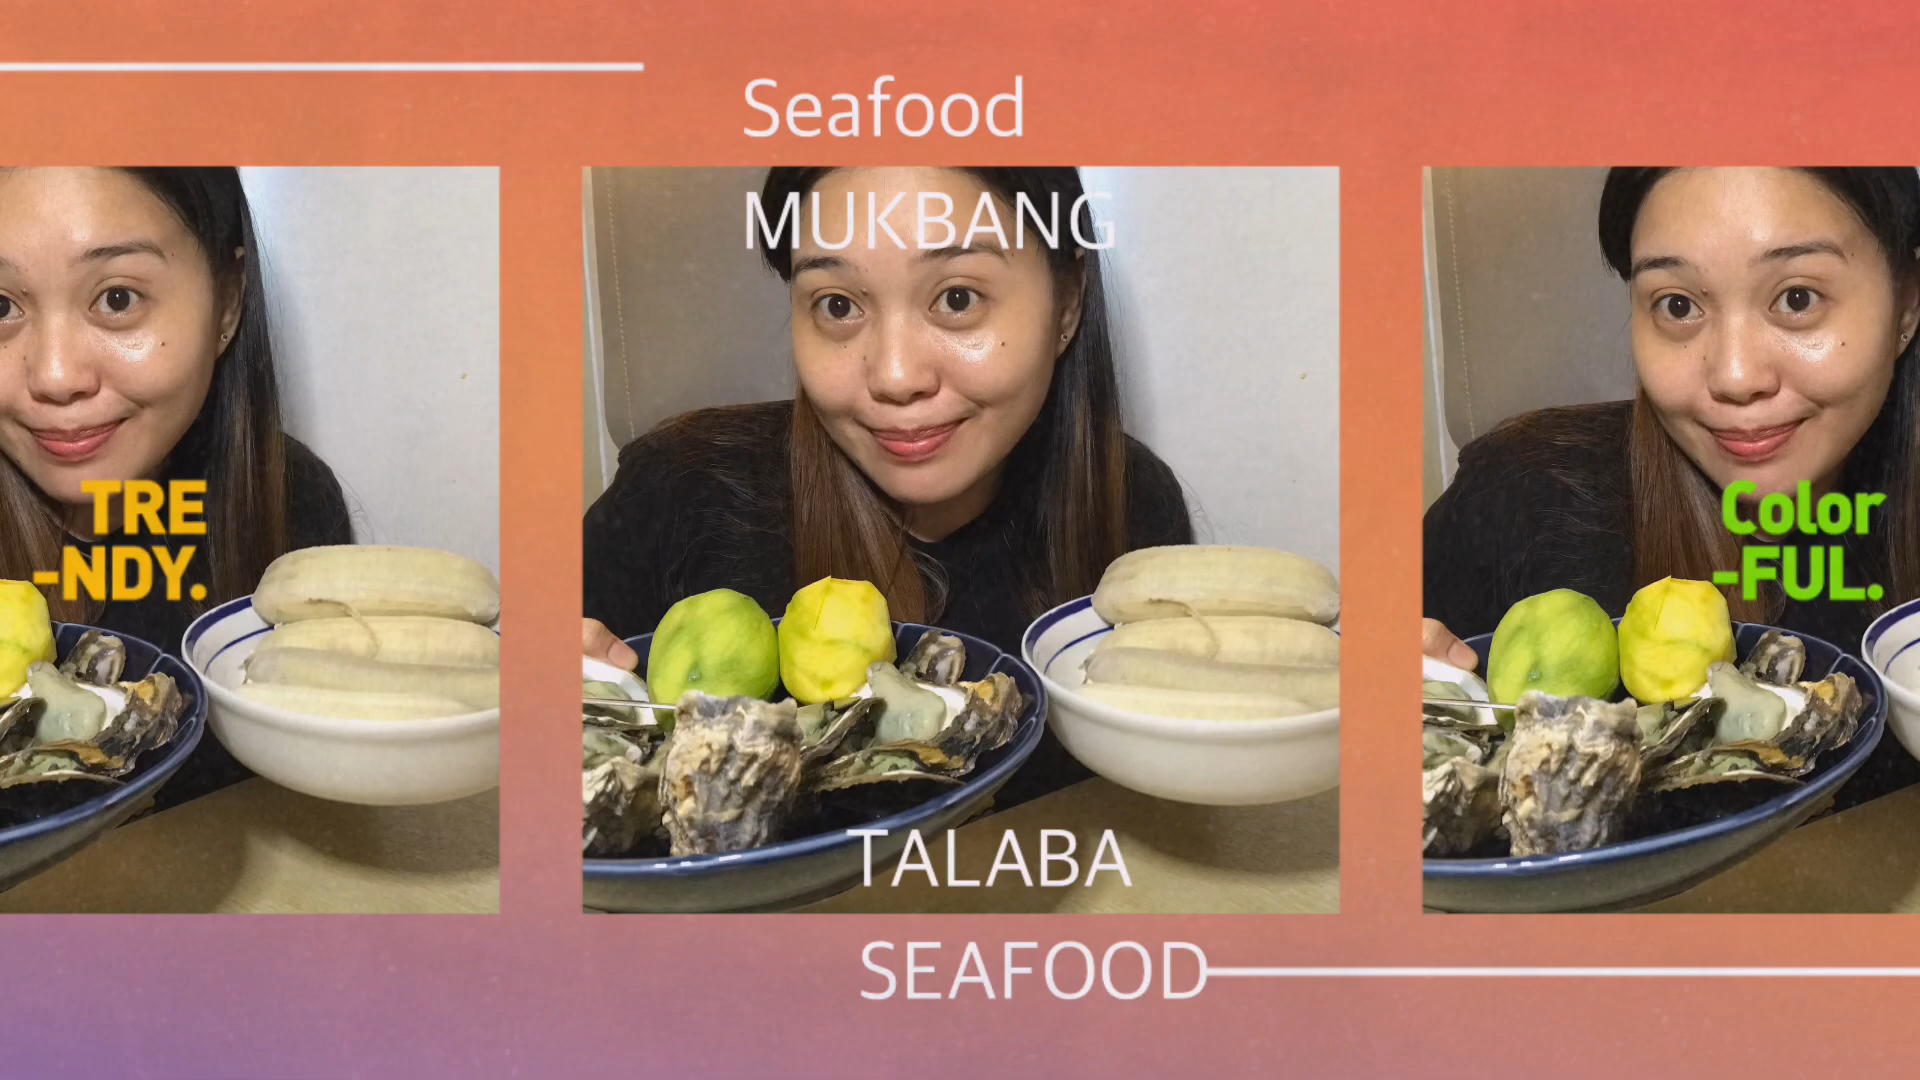 Seafood
MUKBANG
TRE
-NDY.
Color
-FUL.
TALABA
SEAFOOD